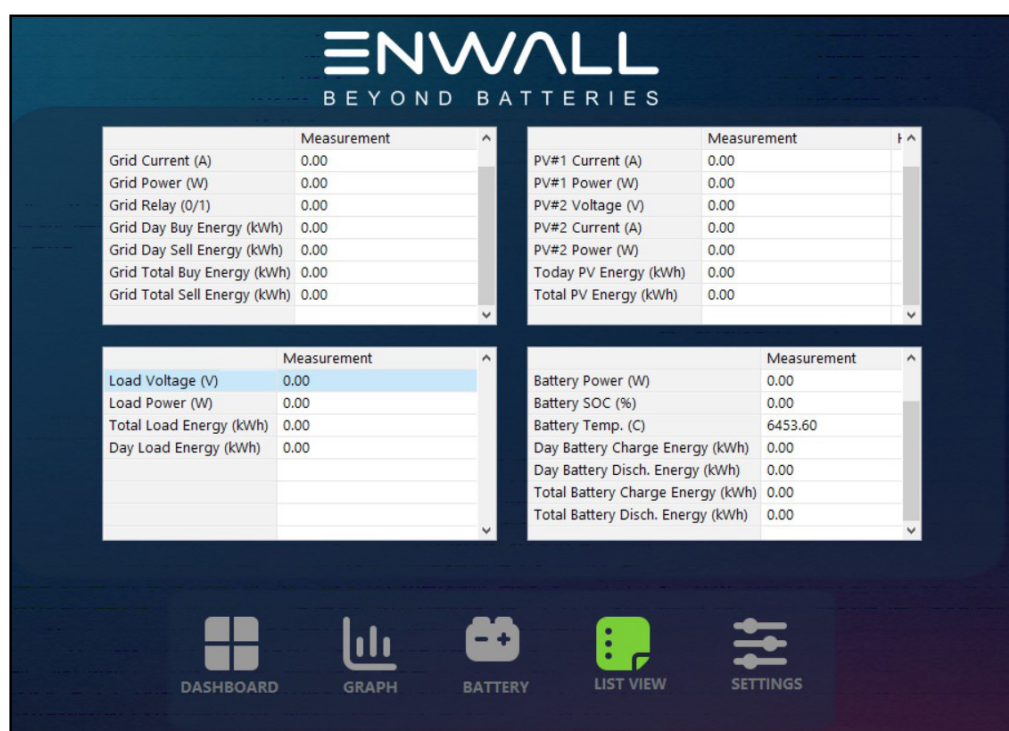 ENWALL
BEYOND BATTERIES
Measurement
Grid Current (A) 0.00
Grid Power (W) 0.00
Grid Relay (0/1) 0.00
Grid Day Buy Energy (kWh) 0.00
Grid Day Sell Energy (kWh) 0.00
Grid Total Buy Energy (kWh) 0.00
Grid Total Sell Energy (kWh) 0.00
Measurement
PV#1 Current (A) 0.00
PV#1 Power (W) 0.00
PV#2 Voltage (V) 0.00
PV#2 Current (A) 0.00
PV#2 Power (W) 0.00
Today PV Energy (kWh) 0.00
Total PV Energy (kWh) 0.00
Measurement
Load Voltage (V) 0.00
Load Power (W) 0.00
Total Load Energy (kWh) 0.00
Day Load Energy (kWh) 0.00
Measurement
Battery Power (W) 0.00
Battery SOC (%) 0.00
Battery Temp. (C) 6453.60
Day Battery Charge Energy (kWh) 0.00
Day Battery Disch. Energy (kWh) 0.00
Total Battery Charge Energy (kWh) 0.00
Total Battery Disch. Energy (kWh) 0.00
DASHBOARD GRAPH BATTERY LIST VIEW SETTINGS